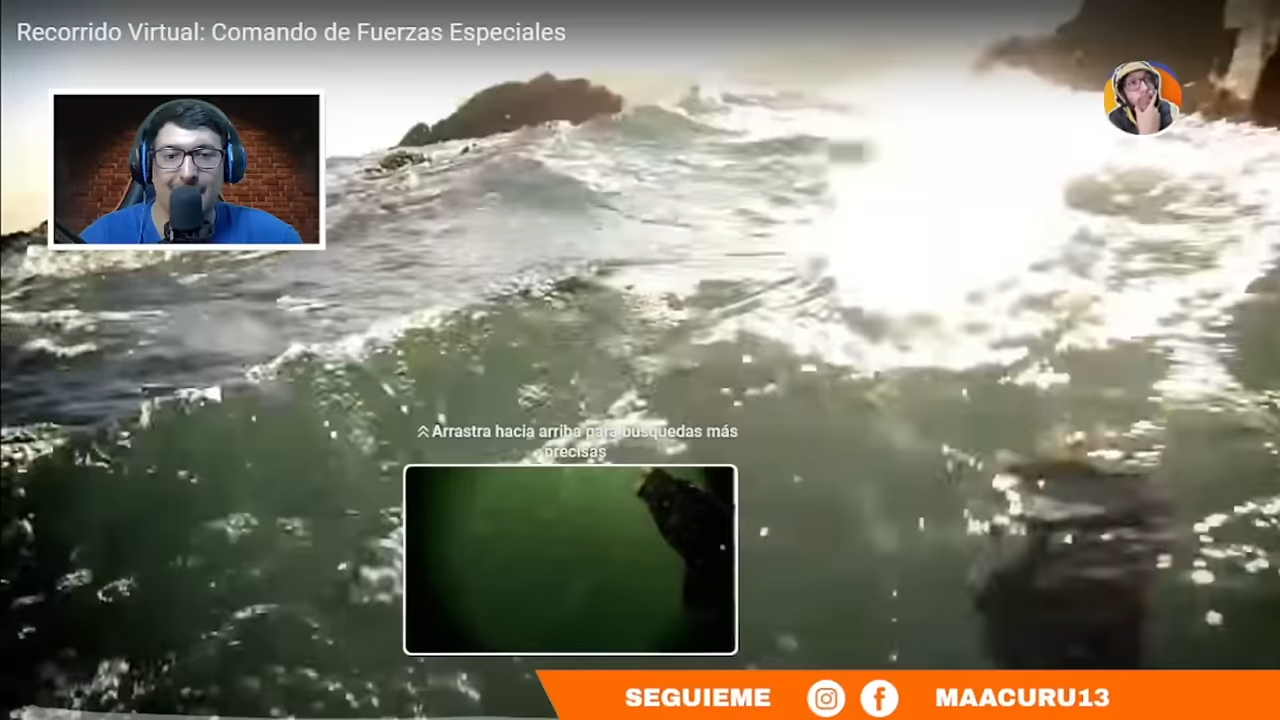 Recorrido Virtual: Comando de Fuerzas Especiales
Arrastra hacia arriba para búsquedas más
precisas
SEGUIEME MAACURU13